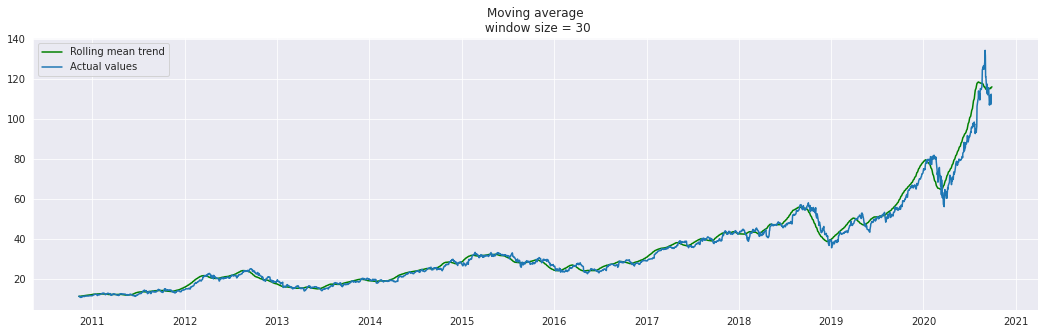 Moving average
window size = 30
Rolling mean trend
Actual values
140
120
100
80
60
40
20
2011 2012 2013 2014 2015 2016 2017 2018 2019 2020 2021